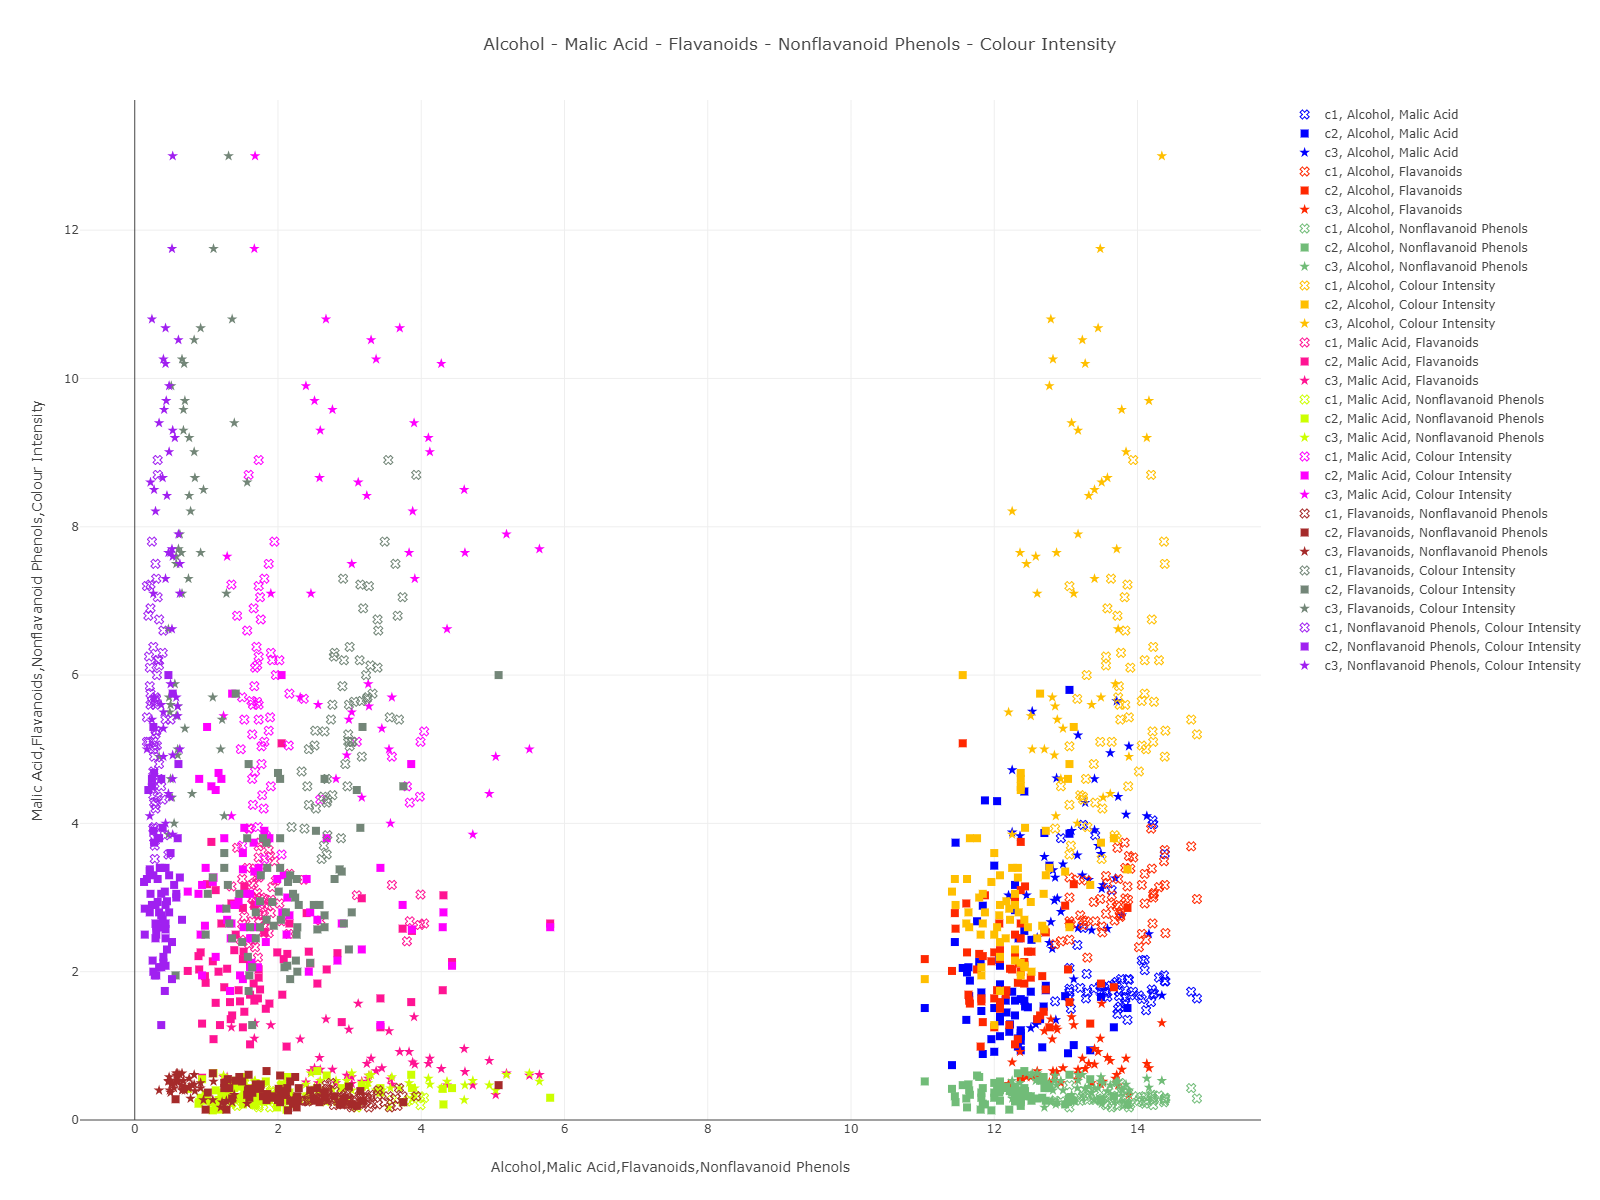 Alcohol - Malic Acid - Flavanoids - Nonflavanoid Phenols - Colour Intensity
Malic Acid,Flavanoids,Nonflavanoid Phenols,Colour Intensity
12
10
8
6
4
2
0
0
2
4
6
8
10
12
14
Alcohol,Malic Acid,Flavanoids,Nonflavanoid Phenols
c1, Alcohol, Malic Acid
c2, Alcohol, Malic Acid
c3, Alcohol, Malic Acid
c1, Alcohol, Flavanoids
c2, Alcohol, Flavanoids
c3, Alcohol, Flavanoids
c1, Alcohol, Nonflavanoid Phenols
c2, Alcohol, Nonflavanoid Phenols
c3, Alcohol, Nonflavanoid Phenols
c1, Alcohol, Colour Intensity
c2, Alcohol, Colour Intensity
c3, Alcohol, Colour Intensity
c1, Malic Acid, Flavanoids
c2, Malic Acid, Flavanoids
c3, Malic Acid, Flavanoids
c1, Malic Acid, Nonflavanoid Phenols
c2, Malic Acid, Nonflavanoid Phenols
c3, Malic Acid, Nonflavanoid Phenols
c1, Malic Acid, Colour Intensity
c2, Malic Acid, Colour Intensity
c3, Malic Acid, Colour Intensity
c1, Flavanoids, Nonflavanoid Phenols
c2, Flavanoids, Nonflavanoid Phenols
c3, Flavanoids, Nonflavanoid Phenols
c1, Flavanoids, Colour Intensity
c2, Flavanoids, Colour Intensity
c3, Flavanoids, Colour Intensity
c1, Nonflavanoid Phenols, Colour Intensity
c2, Nonflavanoid Phenols, Colour Intensity
c3, Nonflavanoid Phenols, Colour Intensity